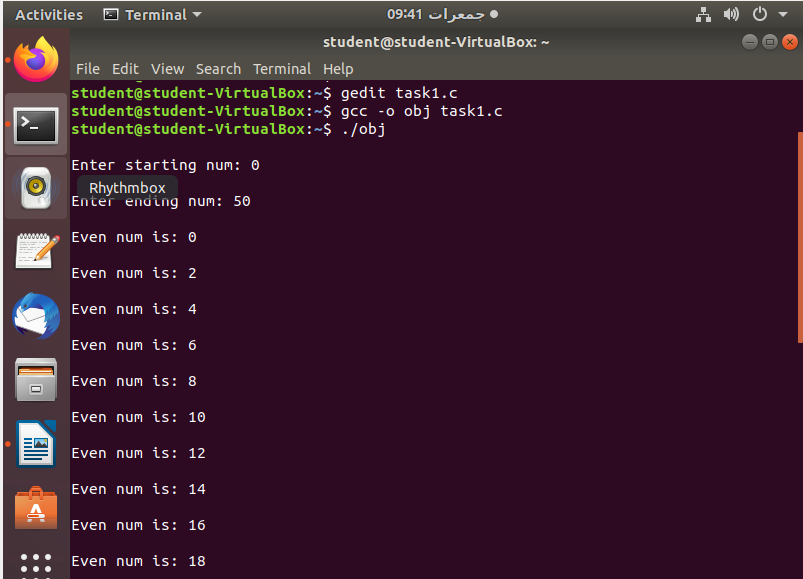 Activities Terminal 09:41 جمعرات
student@student-VirtualBox: ~
File Edit View Search Terminal Help
student@student-VirtualBox:~$ gedit task1.c
student@student-VirtualBox:~$ gcc -o obj task1.c
student@student-VirtualBox:~$ ./obj
Enter starting num: 0
Rhythmbox
Enter ending num: 50
Even num is: 0
Even num is: 2
Even num is: 4
Even num is: 6
Even num is: 8
Even num is: 10
Even num is: 12
Even num is: 14
Even num is: 16
Even num is: 18